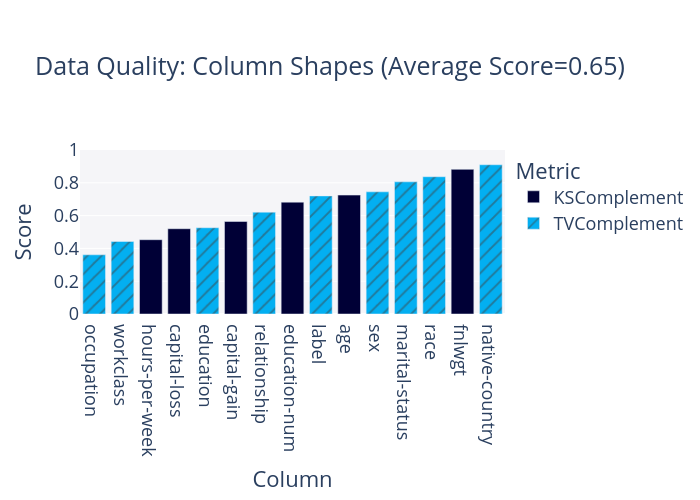 Data Quality: Column Shapes (Average Score=0.65)
Score
1
0.8
0.6
0.4
0.2
0
occupation
workclass
hours-per-week
capital-loss
education
capital-gain
relationship
education-num
label
age
sex
marital-status
race
fnlwgt
native-country
Column
Metric
KSComplement
TVComplement